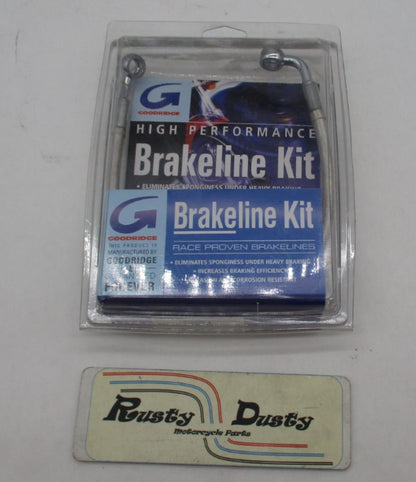 G
GOODRIDGE
HIGH PERFORMANCE
Brakeline Kit
• ELIMINATES SPONGINESS UNDER HEAVY BRAKING
G
GOODRIDGE
THIS PRODUCT IS
MANUFACTURED BY
GOODRIDGE
FOREVER
Brakeline Kit
RACE PROVEN BRAKELINES
• ELIMINATES SPONGINESS UNDER HEAVY BRAKING
• INCREASES BRAKING EFFICIENCY
CORROSION RESISTANT
Rusty Dusty
Motorcycle Parts